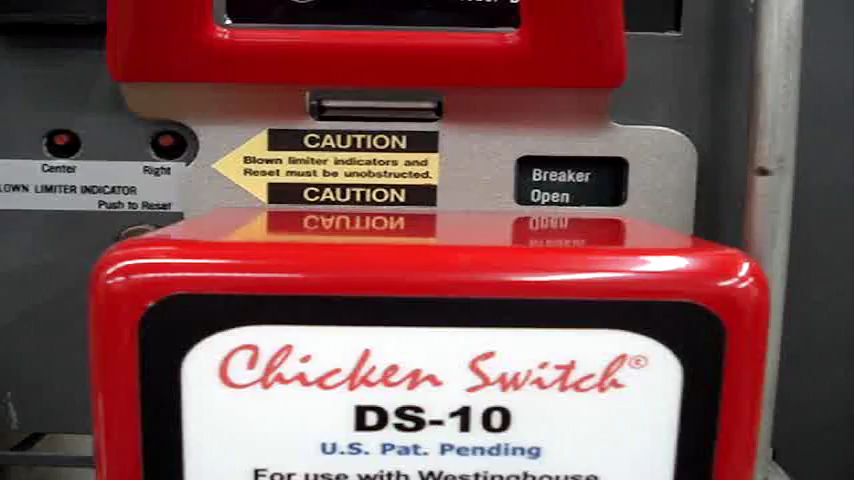 CAUTION
Blown limiter indicators and
Reset must be unobstructed.
CAUTION
Center
Right
LOWN LIMITER INDICATOR
Push to Reset
Breaker
Open
Chicken Switch©
DS-10
U.S. Pat. Pending
For use with Westinghouse